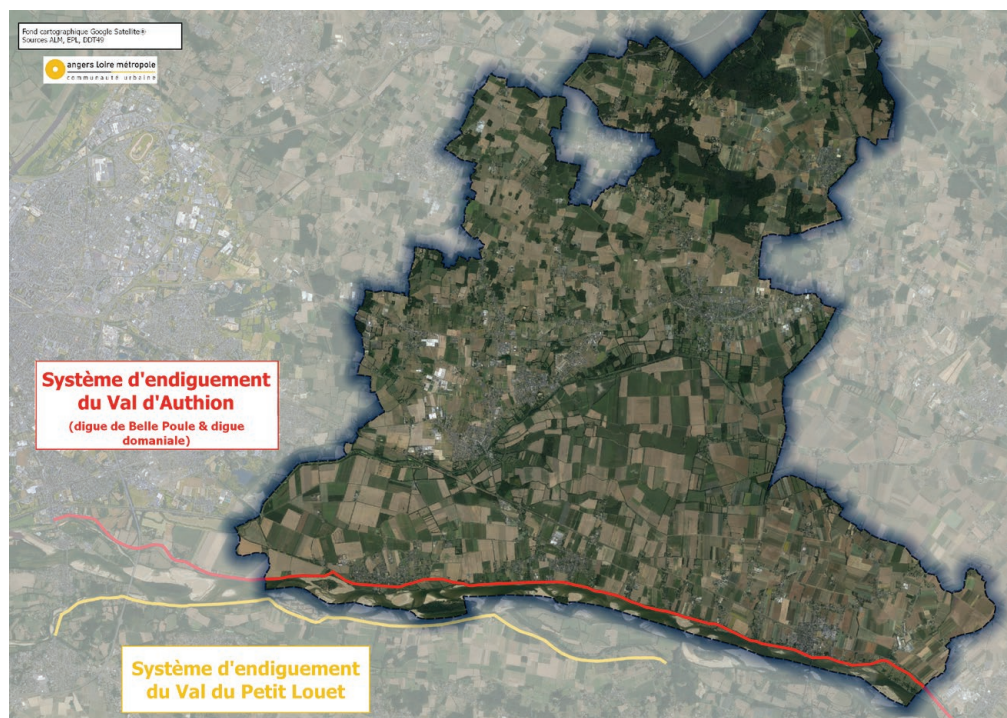 Fond cartographique Google Satellite®
Sources ALM, EPL, DDT49
angers loire métropole
communauté urbaine
Système d'endiguement
du Val d'Authion
(digue de Belle Poule & digue
domaniale)
Système d'endiguement
du Val du Petit Louet